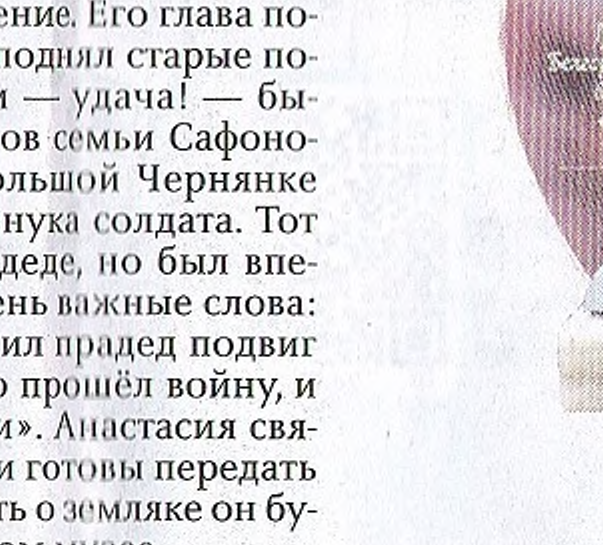 ение. Его глава по-
поднял старые по-
и — удача! — бы-
ов семьи Сафоно-
ольшой Чернянке
нука солдата. Тот
деде, но был впе-
ень важные слова:
ил прадед подвиг
о прошёл войну, и
и». Анастасия свя-
и готовы передать
ть о земляке он бу-